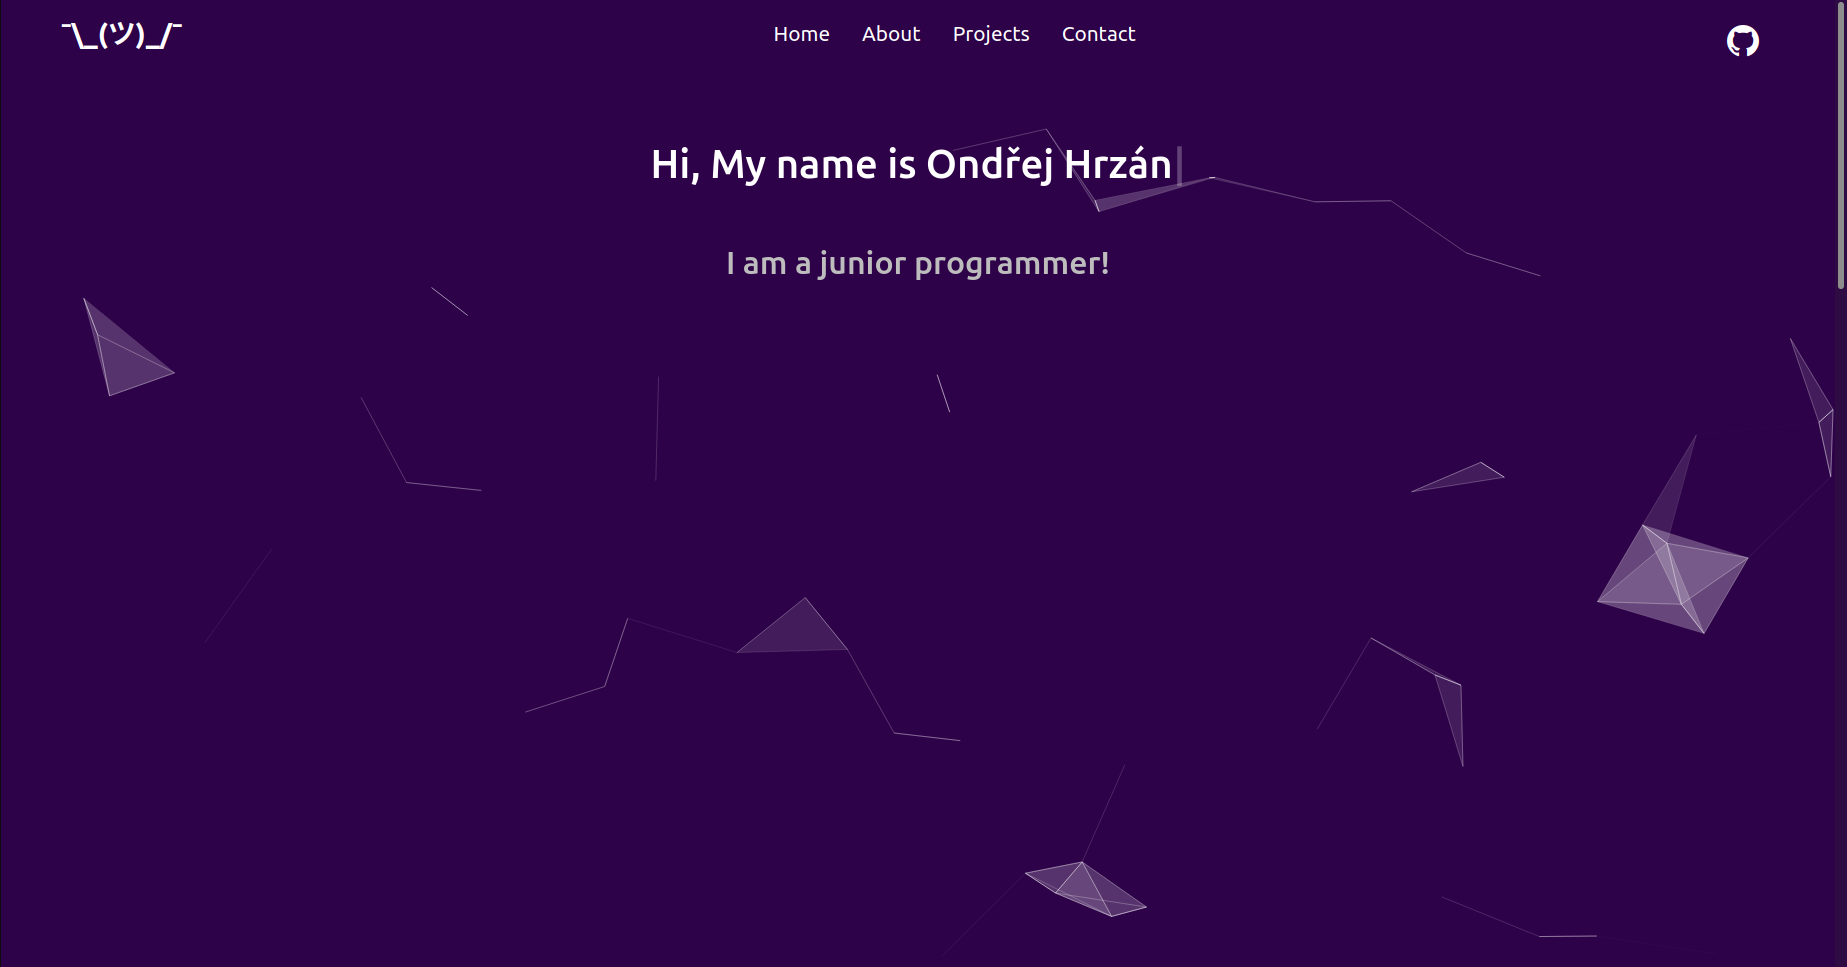 ¯\_(ツ)_/¯
Home About Projects Contact
Hi, My name is Ondřej Hrzán
I am a junior programmer!